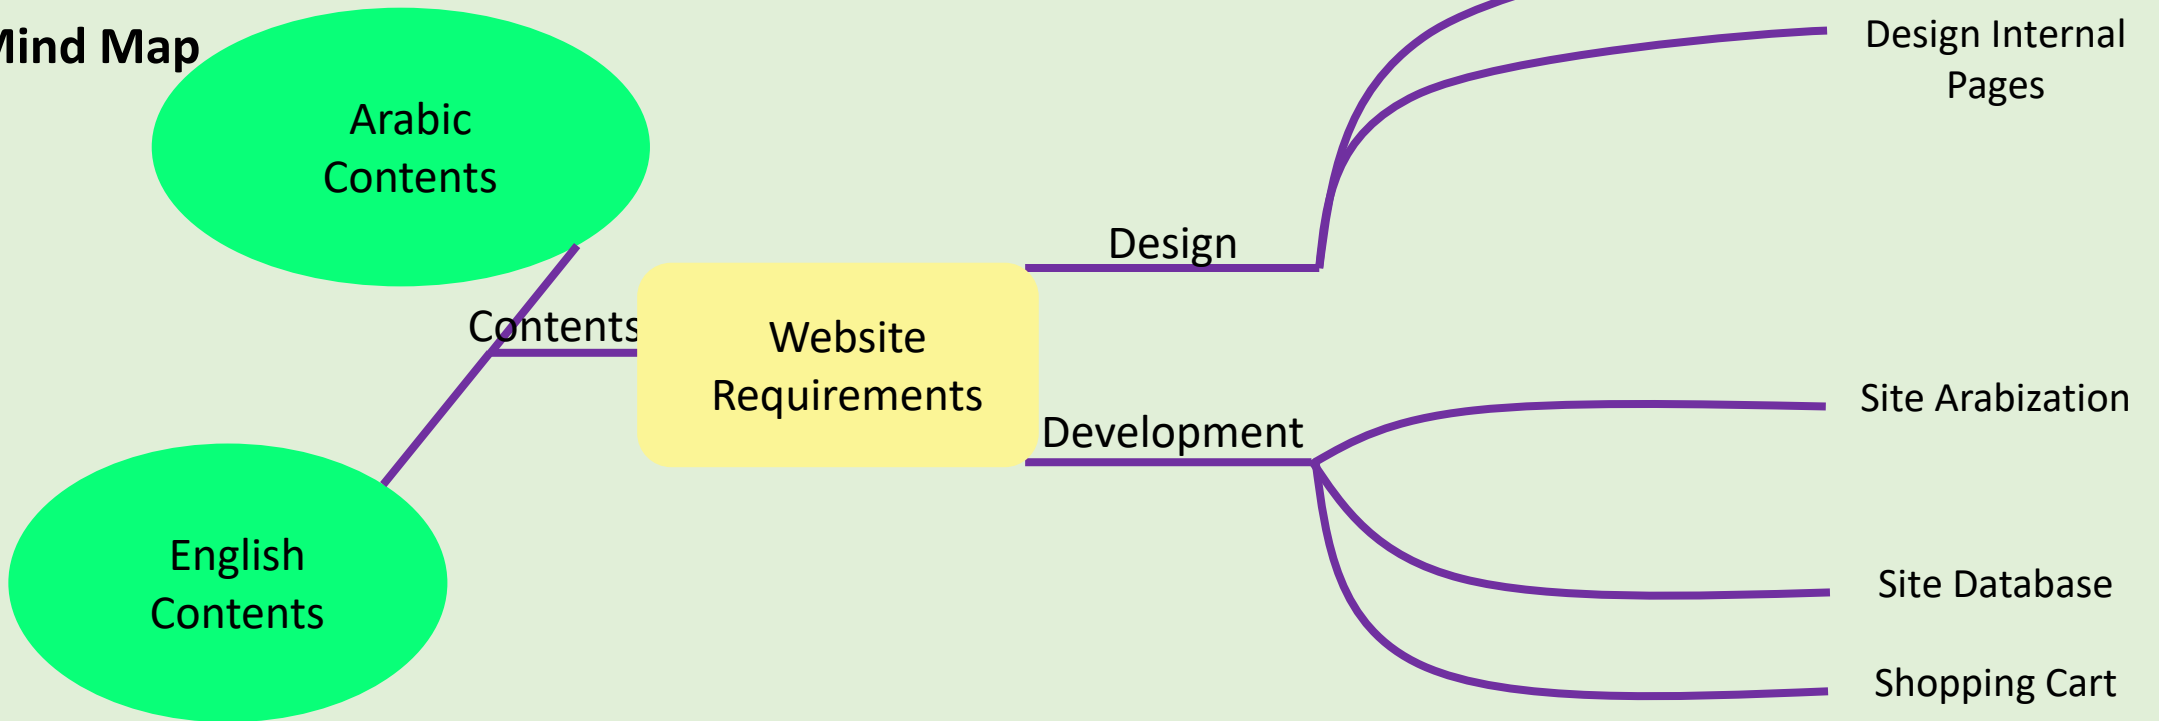 Mind Map
Arabic
Contents
Contents
English
Contents
Website
Requirements
Design
Development
Design Internal
Pages
Site Arabization
Site Database
Shopping Cart